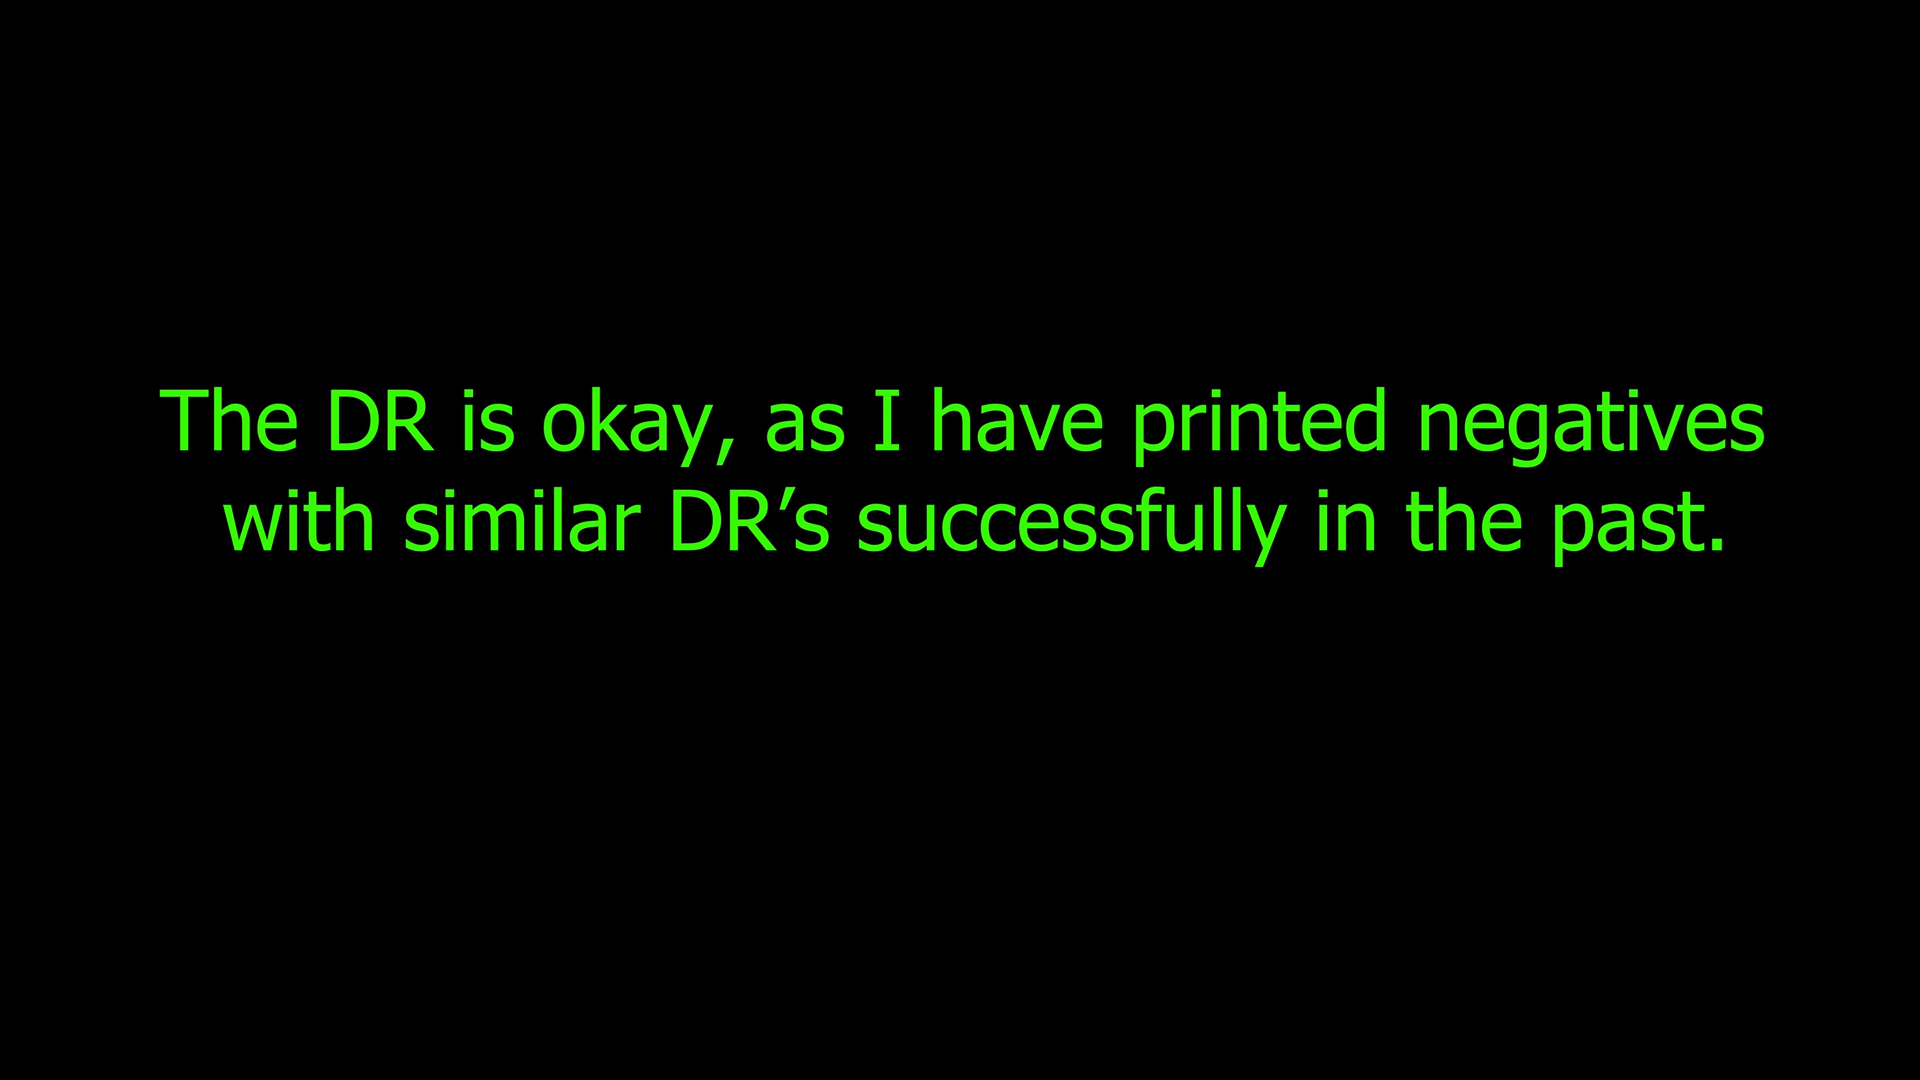 The DR is okay, as I have printed negatives
with similar DR’s successfully in the past.